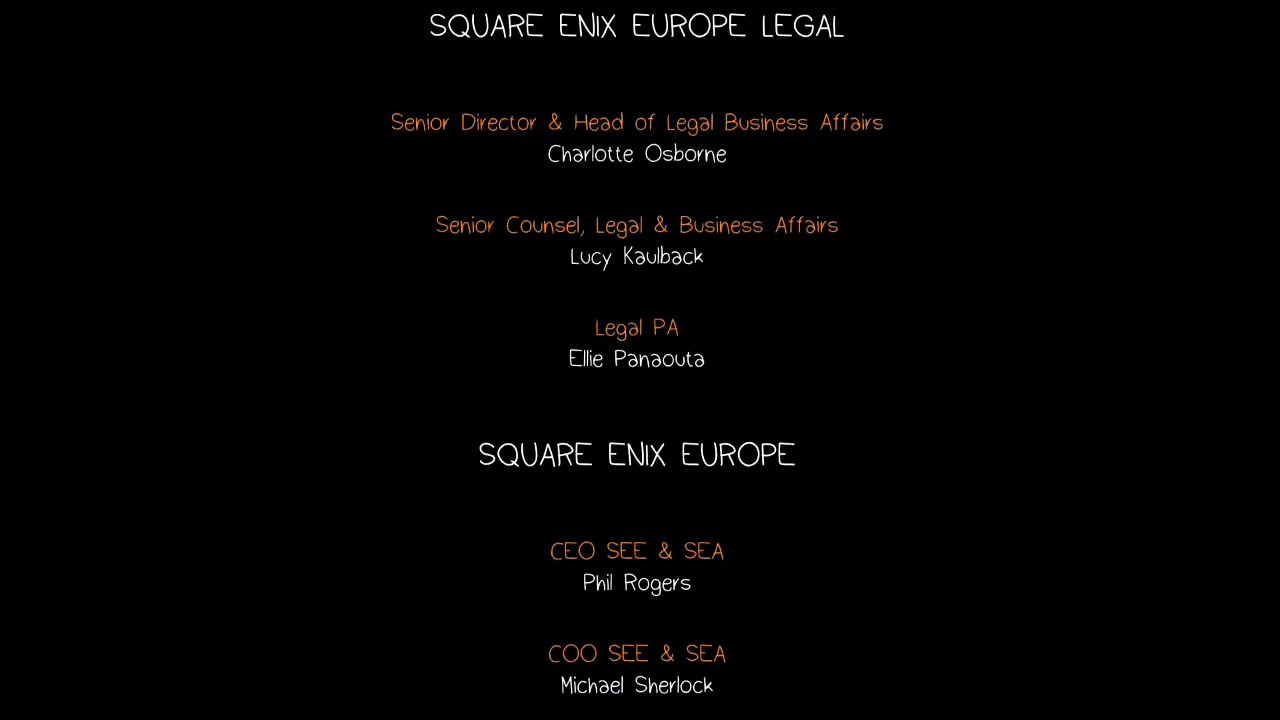 SQUARE ENIX EUROPE LEGAL
Senior Director & Head of Legal Business Affairs
Charlotte Osborne
Senior Counsel, Legal & Business Affairs
Lucy Kaulback
Legal PA
Ellie Panaouta
SQUARE ENIX EUROPE
CEO SEE & SEA
Phil Rogers
COO SEE & SEA
Michael Sherlock